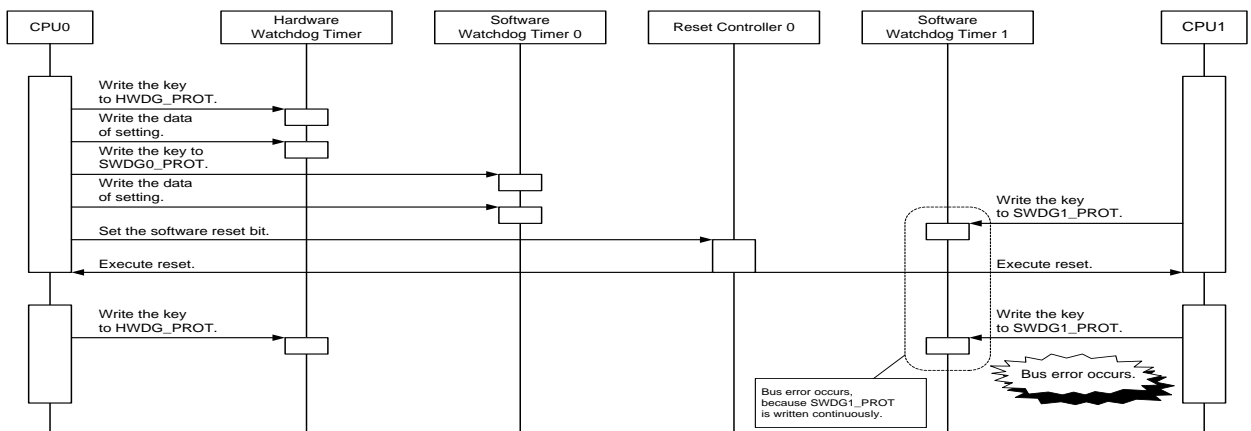 CPU0
Hardware
Watchdog Timer
Software
Watchdog Timer 0
Reset Controller 0
Software
Watchdog Timer 1
CPU1
Write the key
to HWDG_PROT.
Write the data
of setting.
Write the key to
SWDG0_PROT.
Write the data
of setting.
Write the key
to SWDG1_PROT.
Set the software reset bit.
Execute reset.
Execute reset.
Write the key
to HWDG_PROT.
Write the key
to SWDG1_PROT.
Bus error occurs.
Bus error occurs,
because SWDG1_PROT
is written continuously.